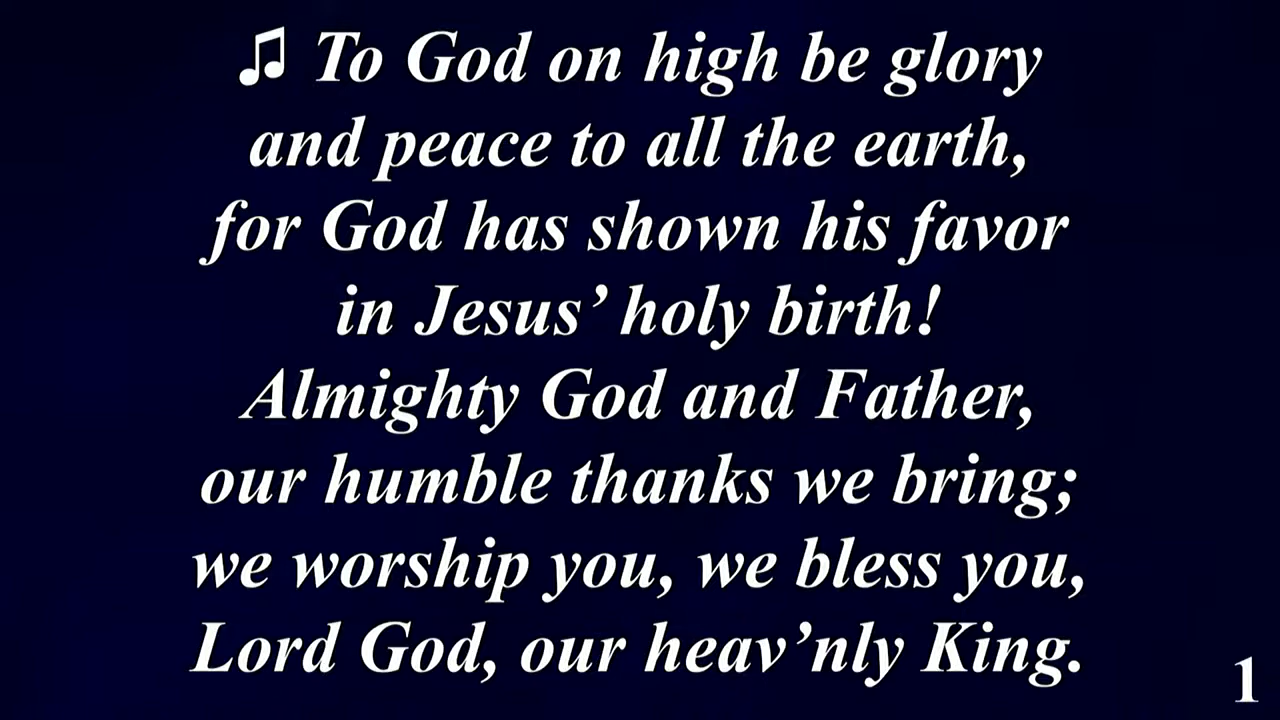 ♫ To God on high be glory
and peace to all the earth,
for God has shown his favor
in Jesus’ holy birth!
Almighty God and Father,
our humble thanks we bring;
we worship you, we bless you,
Lord God, our heav’nly King.
1